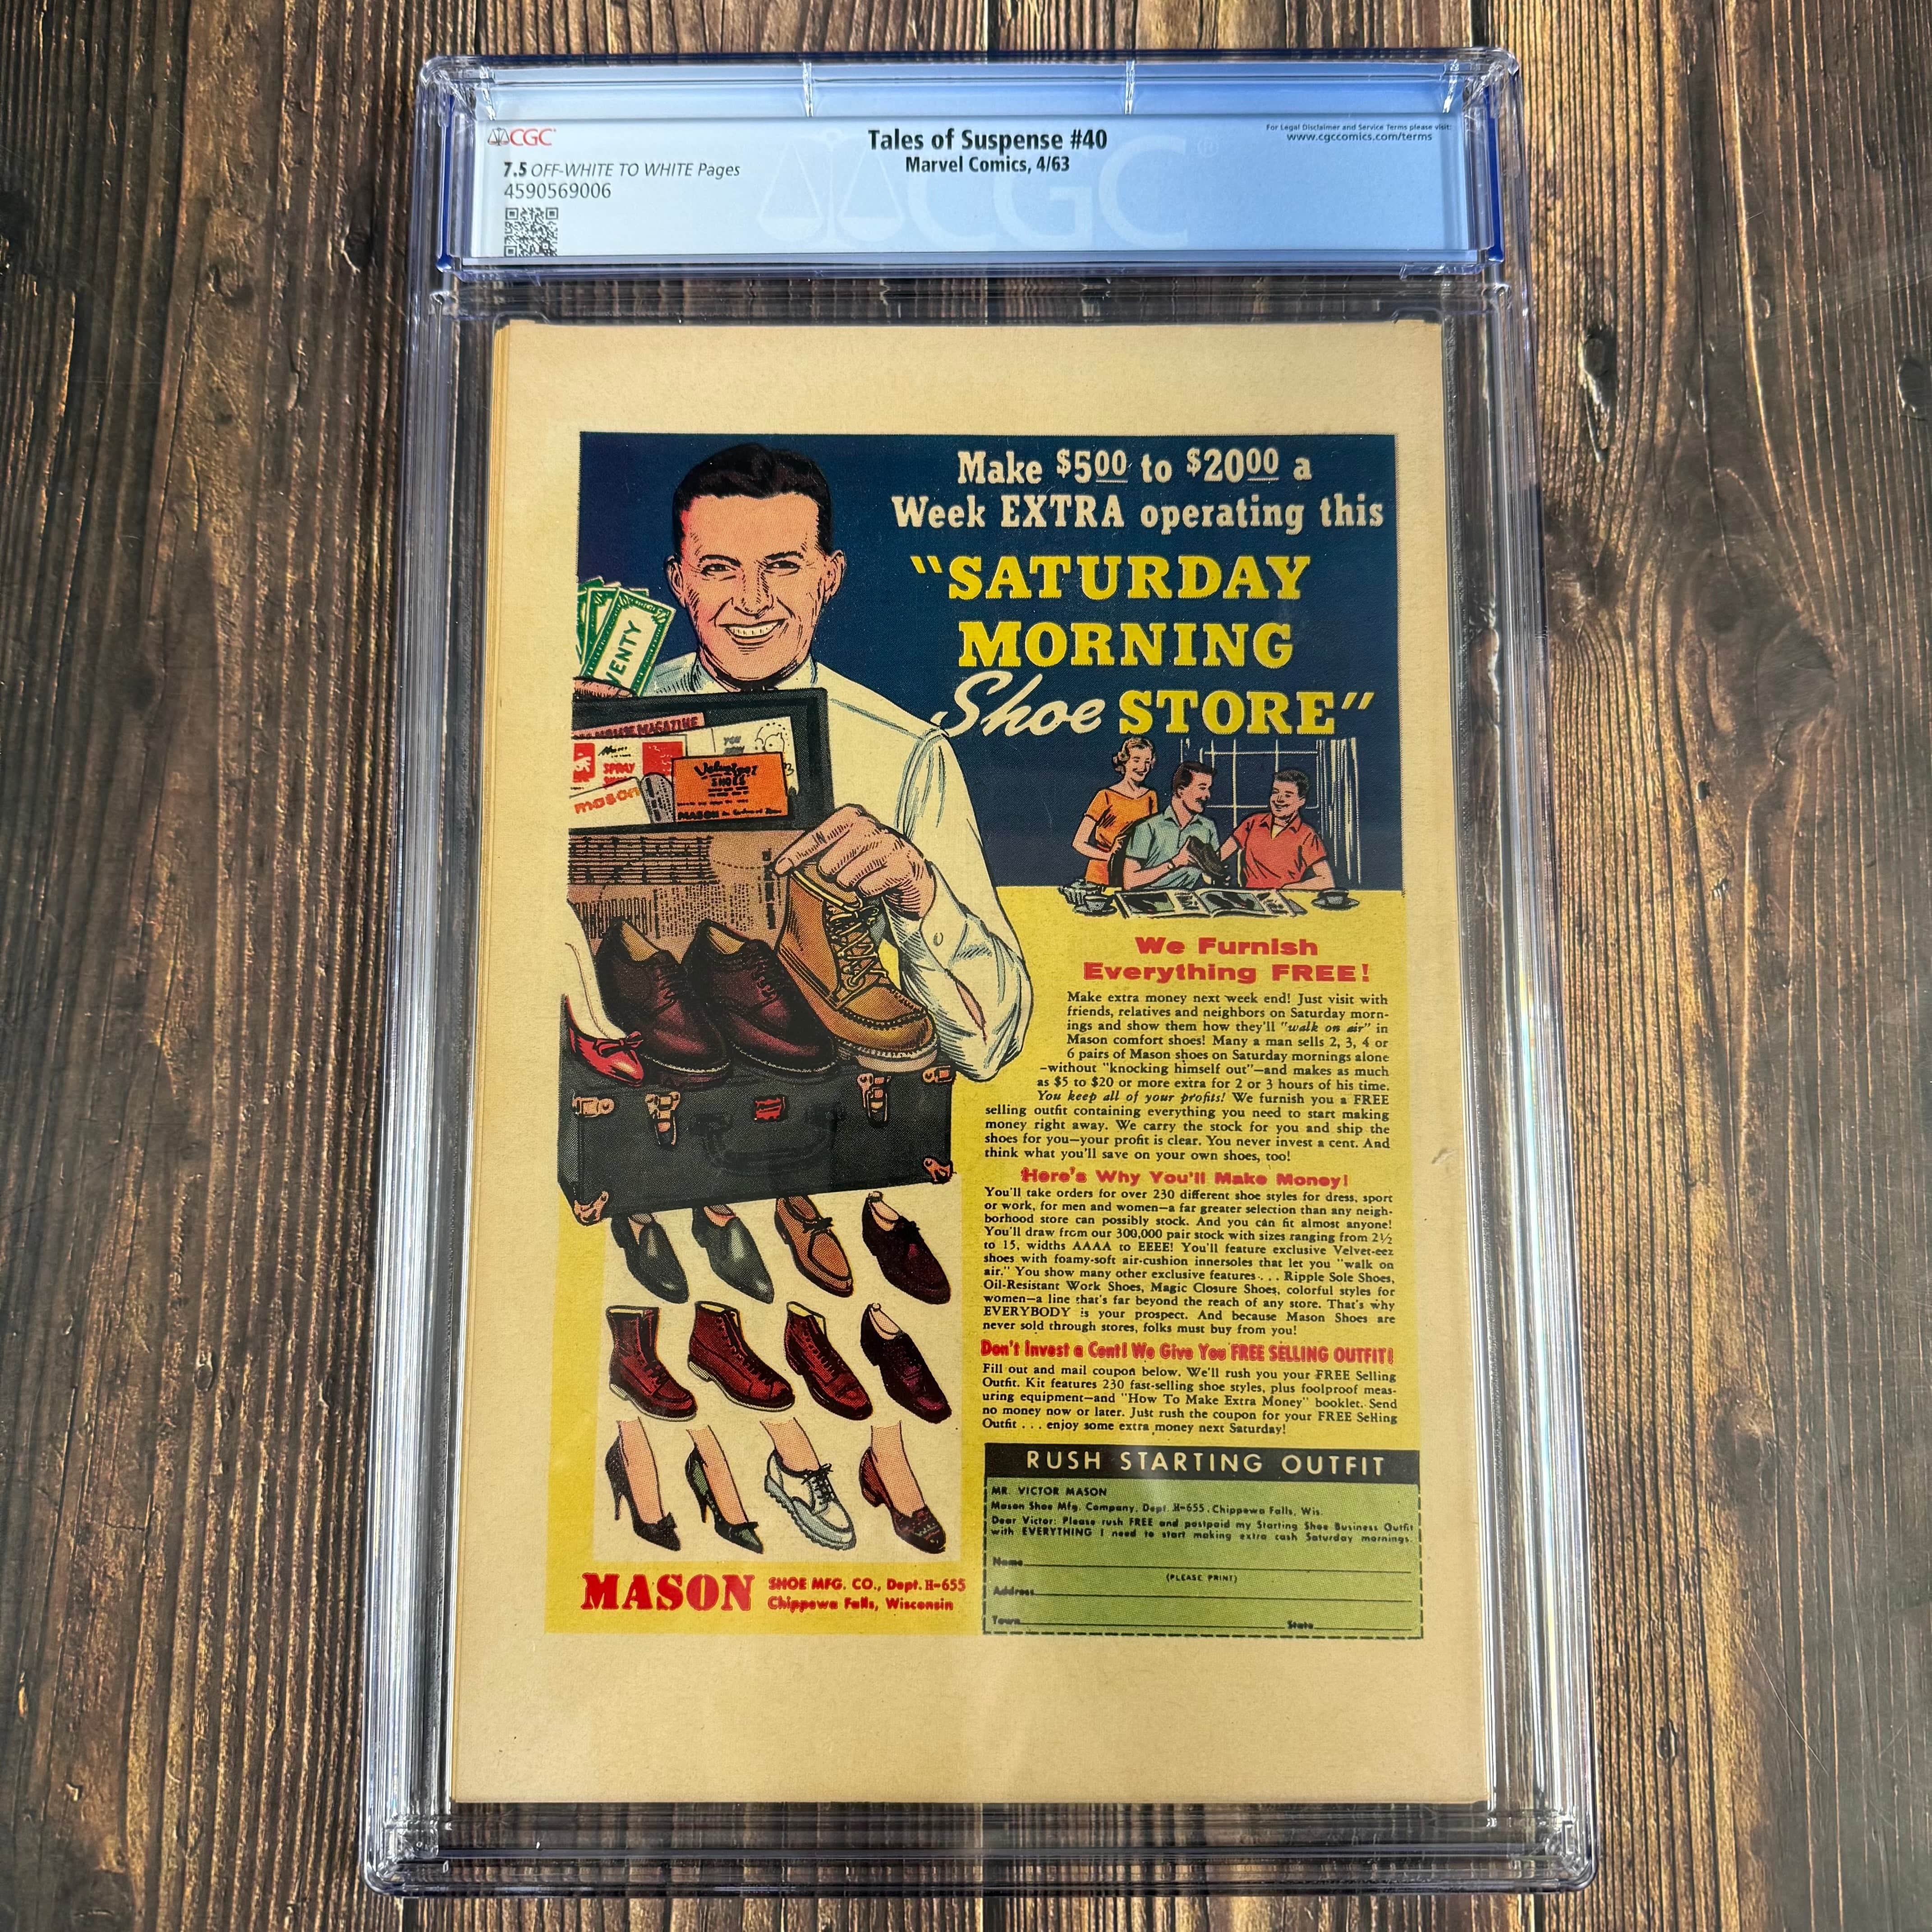 CGC
Tales of Suspense #40
Marvel Comics, 4/63
For Legal Disclaimer and Service Terms please visit:
www.cgccomics.com/terms
7.5 OFF-WHITE TO WHITE Pages
4590569006
CGC
Make $5.00 to $20.00 a
Week EXTRA operating this
"SATURDAY
MORNING
Shoe STORE"
VENTY
MAGAZINE
SPRAY
mason
Velvet-eez
SHOES
MASON
We Furnish
Everything FREE!
Make extra money next week end! Just visit with
friends, relatives and neighbors on Saturday morn-
ings and show them how they'll "walk on air" in
Mason comfort shoes! Many a man sells 2, 3, 4 or
6 pairs of Mason shoes on Saturday mornings alone
-without "knocking himself out"—and makes as much
as $5 to $20 or more extra for 2 or 3 hours of his time.
You keep all of your profits! We furnish you a FREE
selling outfit containing everything you need to start making
money right away. We carry the stock for you and ship the
shoes for you—your profit is clear. You never invest a cent. And
think what you'll save on your own shoes, too!
Here's Why You'll Make Money!
You'll take orders for over 230 different shoe styles for dress, sport
or work, for men and women—a far greater selection than any neigh-
borhood store can possibly stock. And you can fit almost anyone!
You'll draw from our 300,000 pair stock with sizes ranging from 2½
to 15, widths AAAA to EEEE! You'll feature exclusive Velvet-eez
shoes with foamy-soft air-cushion innersoles that let you "walk on
air." You show many other exclusive features . . . Ripple Sole Shoes,
Oil-Resistant Work Shoes, Magic Closure Shoes, colorful styles for
women—a line that's far beyond the reach of any store. That's why
EVERYBODY is your prospect. And because Mason Shoes are
never sold through stores, folks must buy from you!
Don't Invest a Cent! We Give You FREE SELLING OUTFIT!
Fill out and mail coupon below. We'll rush you your FREE Selling
Outfit. Kit features 230 fast-selling shoe styles, plus foolproof meas-
uring equipment—and "How To Make Extra Money" booklet. Send
no money now or later. Just rush the coupon for your FREE Selling
Outfit . . . enjoy some extra money next Saturday!
RUSH STARTING OUTFIT
MR. VICTOR MASON
Mason Shoe Mfg. Company, Dept. H-655, Chippewa Falls, Wis.
Dear Victor: Please rush FREE and postpaid my Starting Shoe Business Outfit
with EVERYTHING I need to start making extra cash Saturday mornings.
Name
(PLEASE PRINT)
Address
Town State
MASON SHOE MFG. CO., Dept. H-655
Chippewa Falls, Wisconsin